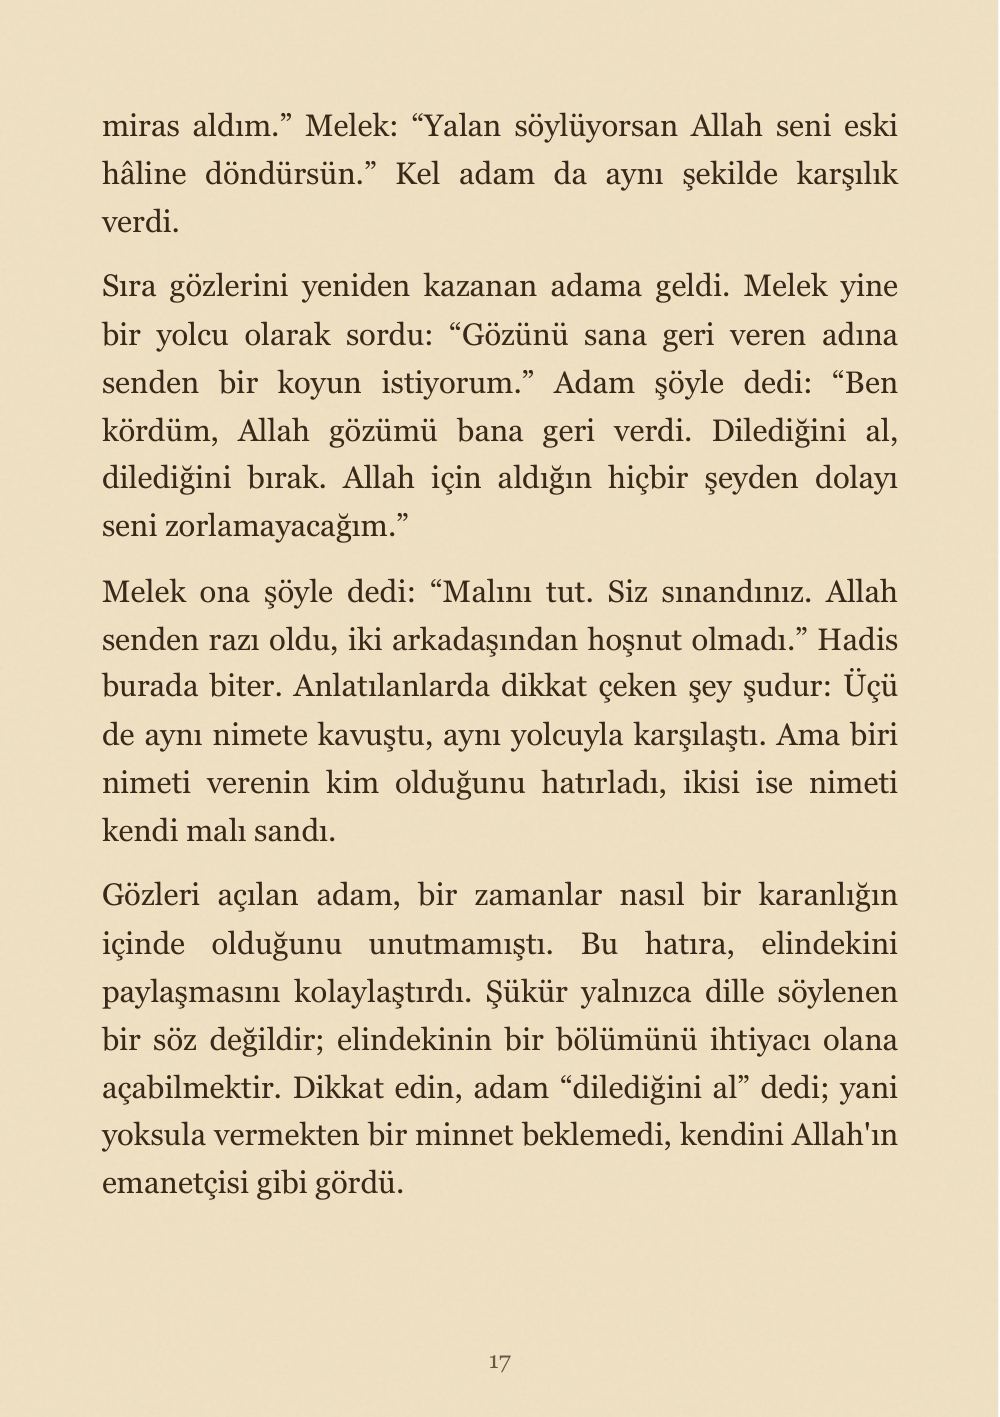 miras aldım.” Melek: “Yalan söylüyorsan Allah seni eski
hâline döndürsün.” Kel adam da aynı şekilde karşılık
verdi.
Sıra gözlerini yeniden kazanan adama geldi. Melek yine
bir yolcu olarak sordu: “Gözünü sana geri veren adına
senden bir koyun istiyorum.” Adam şöyle dedi: “Ben
kördüm, Allah gözümü bana geri verdi. Dilediğini al,
dilediğini bırak. Allah için aldığın hiçbir şeyden dolayı
seni zorlamayacağım.”
Melek ona şöyle dedi: “Malını tut. Siz sınandınız. Allah
senden razı oldu, iki arkadaşından hoşnut olmadı.” Hadis
burada biter. Anlatılanlarda dikkat çeken şey şudur: Üçü
de aynı nimete kavuştu, aynı yolcuyla karşılaştı. Ama biri
nimeti verenin kim olduğunu hatırladı, ikisi ise nimeti
kendi malı sandı.
Gözleri açılan adam, bir zamanlar nasıl bir karanlığın
içinde olduğunu unutmamıştı. Bu hatıra, elindekini
paylaşmasını kolaylaştırdı. Şükür yalnızca dille söylenen
bir söz değildir; elindekinin bir bölümünü ihtiyacı olana
açabilmektir. Dikkat edin, adam “dilediğini al” dedi; yani
yoksula vermekten bir minnet beklemedi, kendini Allah'ın
emanetçisi gibi gördü.
17